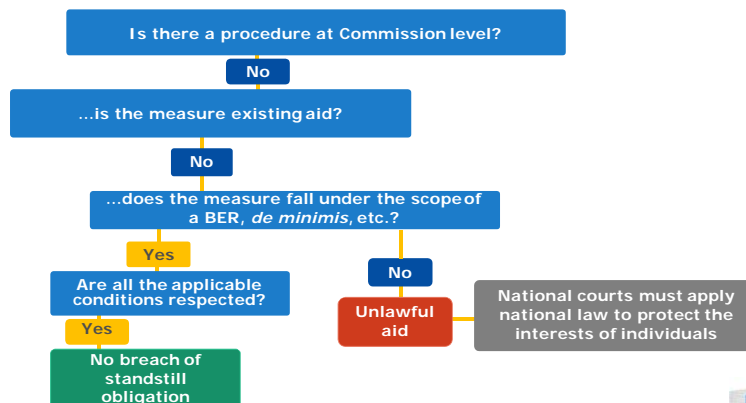 Is there a procedure at Commission level?
No
...is the measure existing aid?
No
...does the measure fall under the scope of
a BER, de minimis, etc.?
Yes
No
Are all the applicable
conditions respected?
Yes
Unlawful
aid
National courts must apply
national law to protect the
interests of individuals
No breach of
standstill
obligation